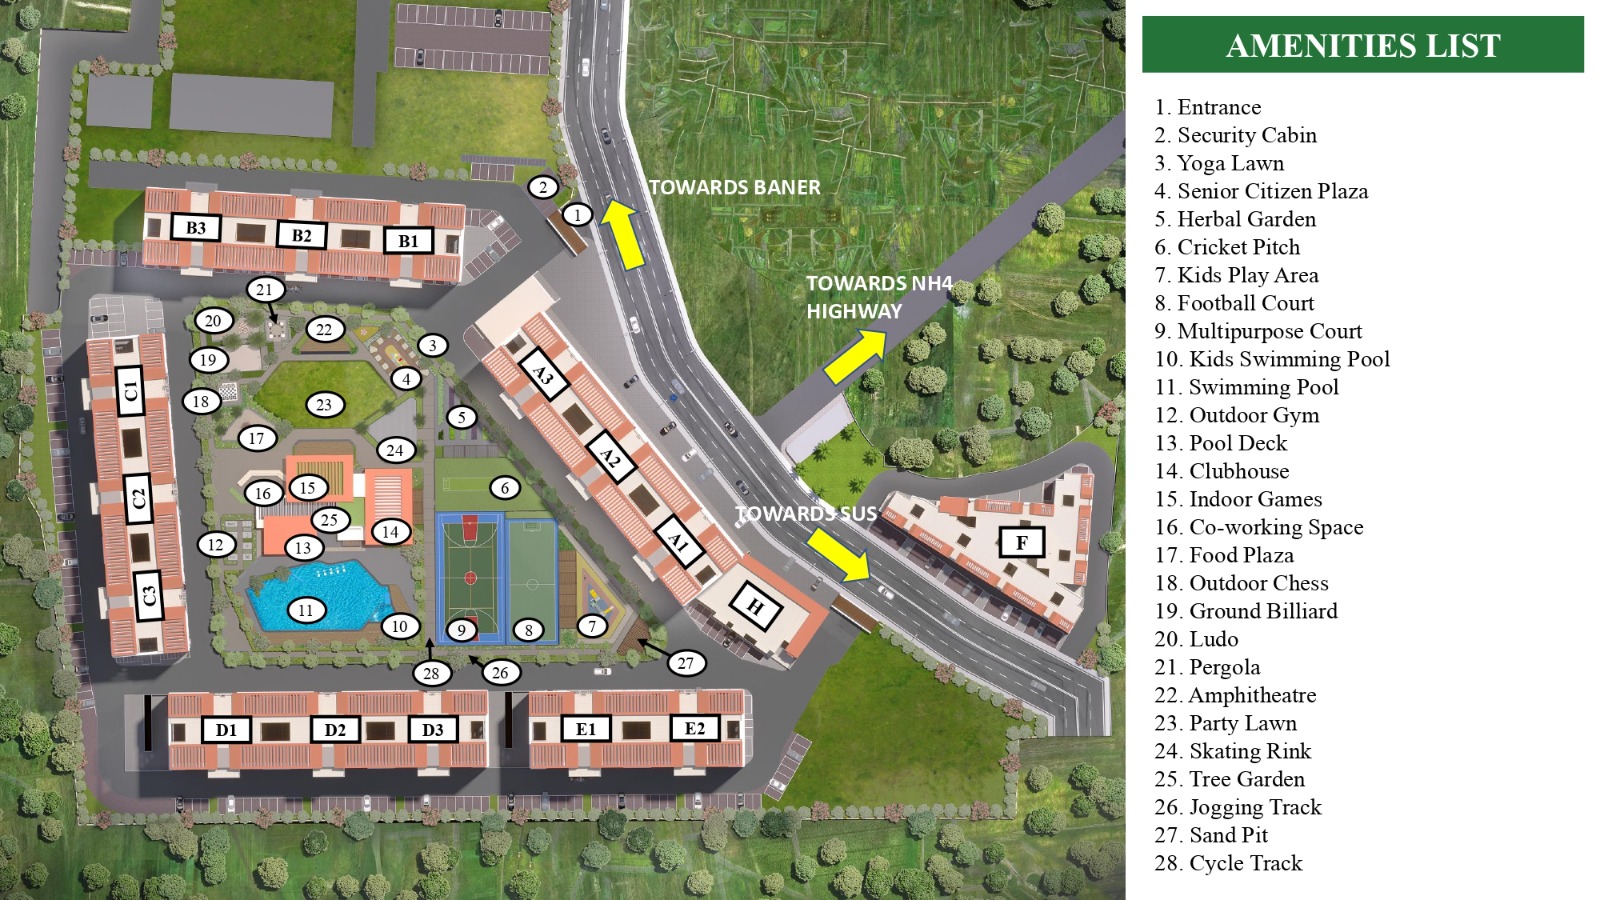 AMENITIES LIST
1. Entrance
2. Security Cabin
3. Yoga Lawn
4. Senior Citizen Plaza
5. Herbal Garden
6. Cricket Pitch
7. Kids Play Area
8. Football Court
9. Multipurpose Court
10. Kids Swimming Pool
11. Swimming Pool
12. Outdoor Gym
13. Pool Deck
14. Clubhouse
15. Indoor Games
16. Co-working Space
17. Food Plaza
18. Outdoor Chess
19. Ground Billiard
20. Ludo
21. Pergola
22. Amphitheatre
23. Party Lawn
24. Skating Rink
25. Tree Garden
26. Jogging Track
27. Sand Pit
28. Cycle Track
TOWARDS BANER
TOWARDS NH4
HIGHWAY
TOWARDS SUS
2
1
B3
B2
B1
21
20
22
3
19
4
A3
C1
18
23
5
17
24
A2
16
15
6
C2
25
14
12
13
A1
F
C3
11
10
9
8
7
H
28
26
27
D1
D2
D3
E1
E2